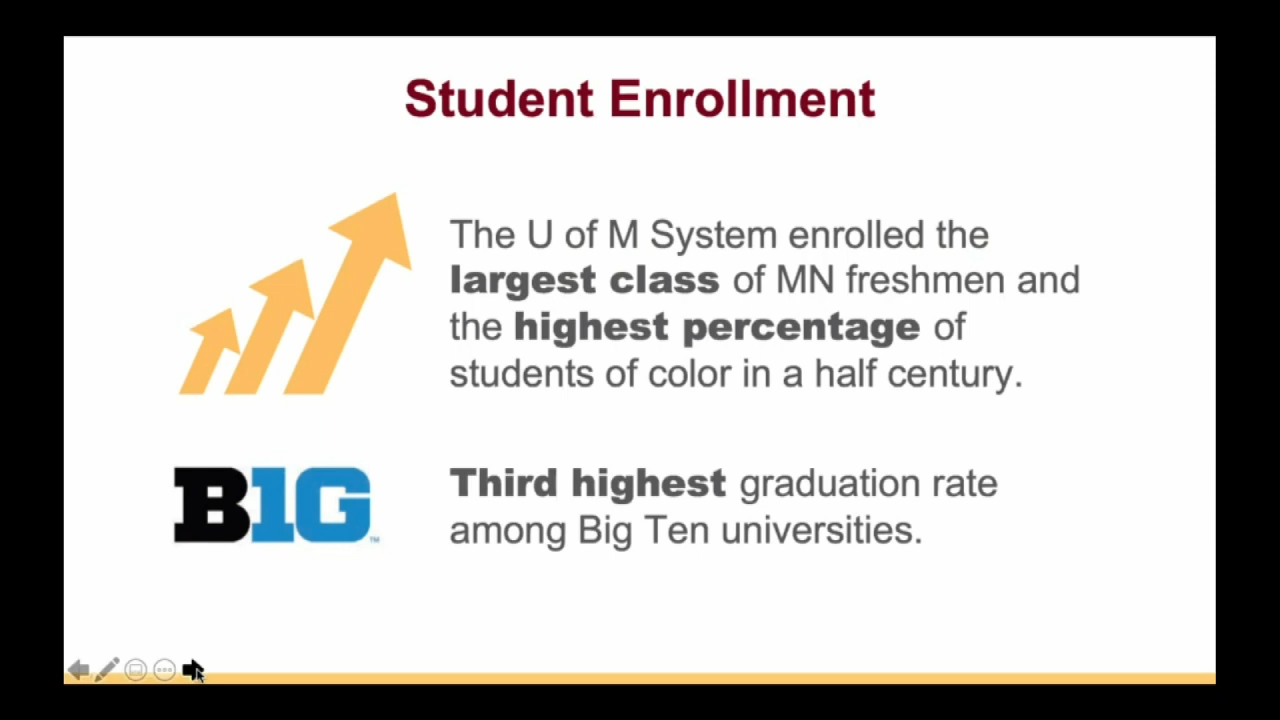 Student Enrollment
The U of M System enrolled the
largest class of MN freshmen and
the highest percentage of
students of color in a half century.
B1G
TM
Third highest graduation rate
among Big Ten universities.